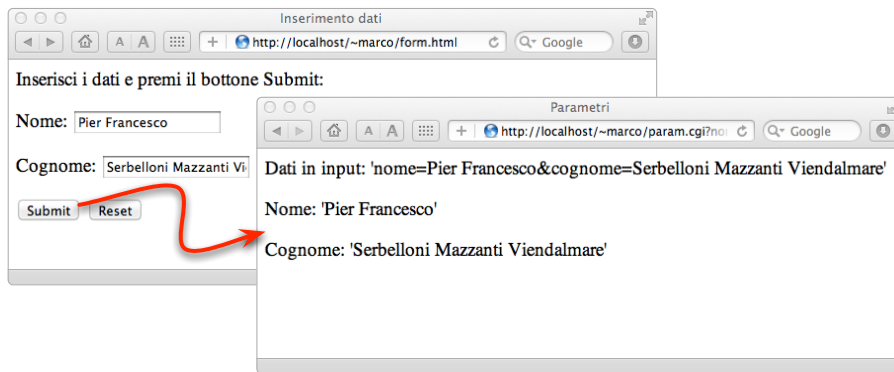 Inserimento dati
A A
+ http://localhost/~marco/form.html
Google
Inserisci i dati e premi il bottone Submit:
Nome: Pier Francesco
Cognome: Serbelloni Mazzanti
Submit Reset
Parametri
A A
+ http://localhost/~marco/param.cgi?
Google
Dati in input: 'nome=Pier Francesco&cognome=Serbelloni Mazzanti Viendalmare'
Nome: 'Pier Francesco'
Cognome: 'Serbelloni Mazzanti Viendalmare'